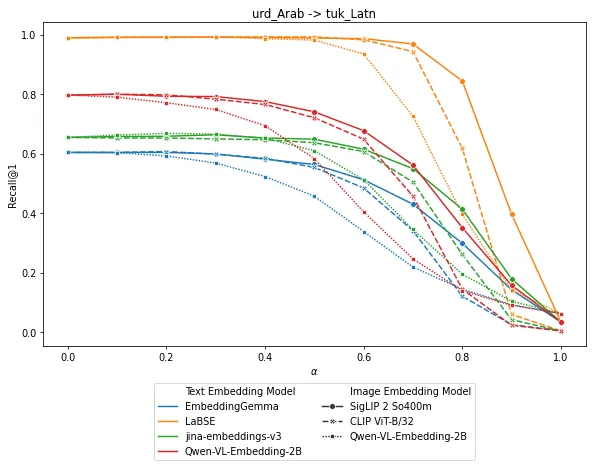 urd_Arab -> tuk_Latn
1.0
0.8
0.6
0.4
0.2
0.0
Recall@1
0.0 0.2 0.4 0.6 0.8 1.0
α
Text Embedding Model
EmbeddingGemma
LaBSE
jina-embeddings-v3
Qwen-VL-Embedding-2B
Image Embedding Model
SigLIP 2 So400m
CLIP ViT-B/32
Qwen-VL-Embedding-2B